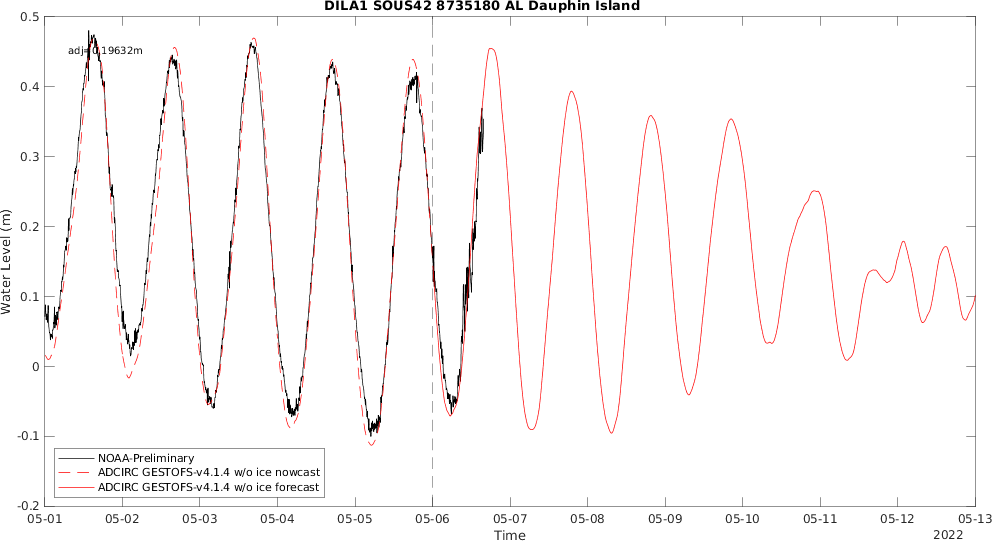 DILA1 SOUS42 8735180 AL Dauphin Island
adj=0.19632m
Water Level (m)
0.5
0.4
0.3
0.2
0.1
0
-0.1
-0.2
NOAA-Preliminary
ADCIRC GESTOFS-v4.1.4 w/o ice nowcast
ADCIRC GESTOFS-v4.1.4 w/o ice forecast
05-01 05-02 05-03 05-04 05-05 05-06 05-07 05-08 05-09 05-10 05-11 05-12 05-13
Time
2022